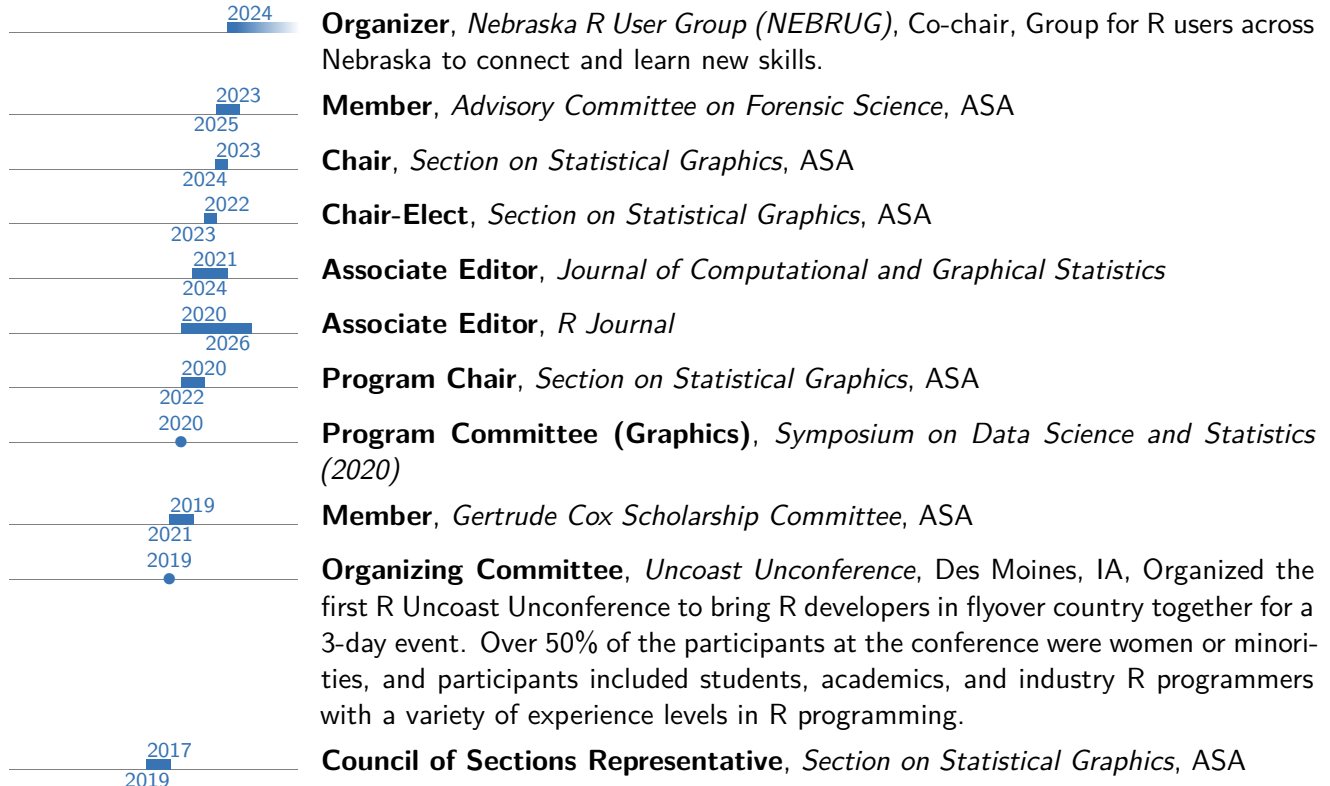 2024
Organizer, Nebraska R User Group (NEBRUG), Co-chair, Group for R users across
Nebraska to connect and learn new skills.
2023
2025
Member, Advisory Committee on Forensic Science, ASA
2023
2024
Chair, Section on Statistical Graphics, ASA
2022
2023
Chair-Elect, Section on Statistical Graphics, ASA
2021
2024
Associate Editor, Journal of Computational and Graphical Statistics
2020
2026
Associate Editor, R Journal
2020
2022
Program Chair, Section on Statistical Graphics, ASA
2020
Program Committee (Graphics), Symposium on Data Science and Statistics
(2020)
2019
2021
Member, Gertrude Cox Scholarship Committee, ASA
2019
Organizing Committee, Uncoast Unconference, Des Moines, IA, Organized the
first R Uncoast Unconference to bring R developers in flyover country together for a
3-day event. Over 50% of the participants at the conference were women or minori-
ties, and participants included students, academics, and industry R programmers
with a variety of experience levels in R programming.
2017
2019
Council of Sections Representative, Section on Statistical Graphics, ASA